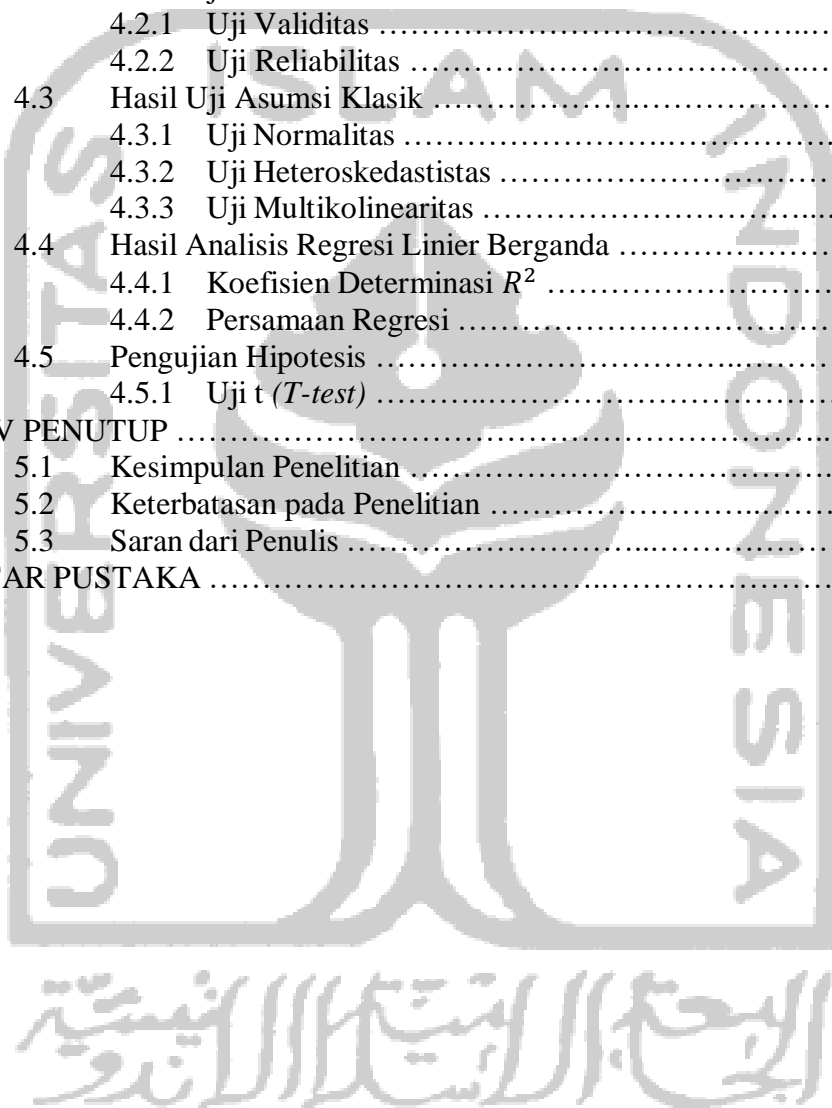 4.2.1 Uji Validitas ……………………………………………..…
4.2.2 Uji Reliabilitas …………………………………………..…
4.3 Hasil Uji Asumsi Klasik …………………..…………………………
4.3.1 Uji Normalitas ……………………….……………………..
4.3.2 Uji Heteroskedastistas ………………………………………
4.3.3 Uji Multikolinearitas …………………………………...…
4.4 Hasil Analisis Regresi Linier Berganda ………………………………
4.4.1 Koefisien Determinasi R² …………………………………
4.4.2 Persamaan Regresi …………………………..………………
4.5 Pengujian Hipotesis ……………………………………..……………
4.5.1 Uji t (T-test) …………..…………………………………………
V PENUTUP ………………………………………..……………………………...
5.1 Kesimpulan Penelitian ………………………………………………..
5.2 Keterbatasan pada Penelitian ………………………..…………………
5.3 Saran dari Penulis ………………………………..……………………
AR PUSTAKA ………………………………………….……………………………
UNIVERSITAS
ISLAM
INDONESIA